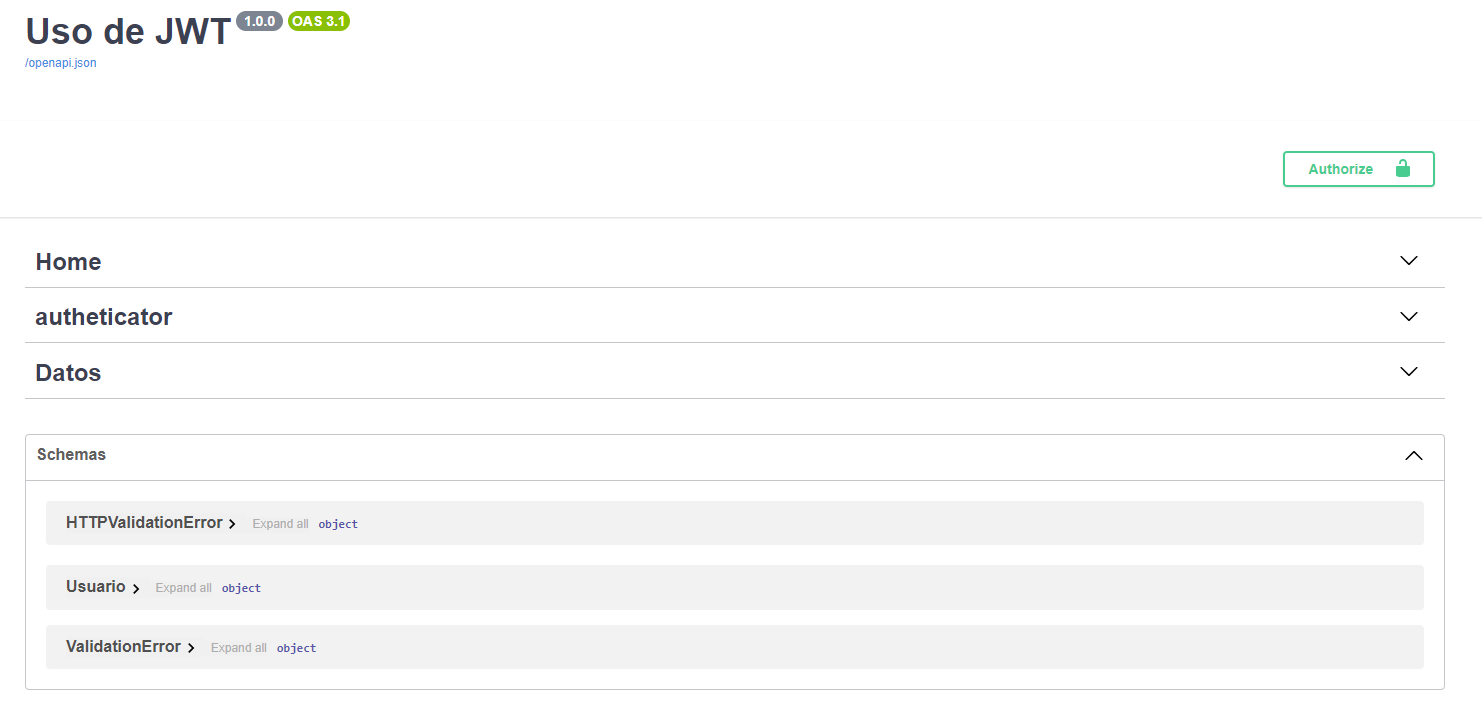 Uso de JWT 1.0.0 OAS 3.1
/openapi.json
Authorize
Home
autheticator
Datos
Schemas
HTTPValidationError Expand all object
Usuario Expand all object
ValidationError Expand all object